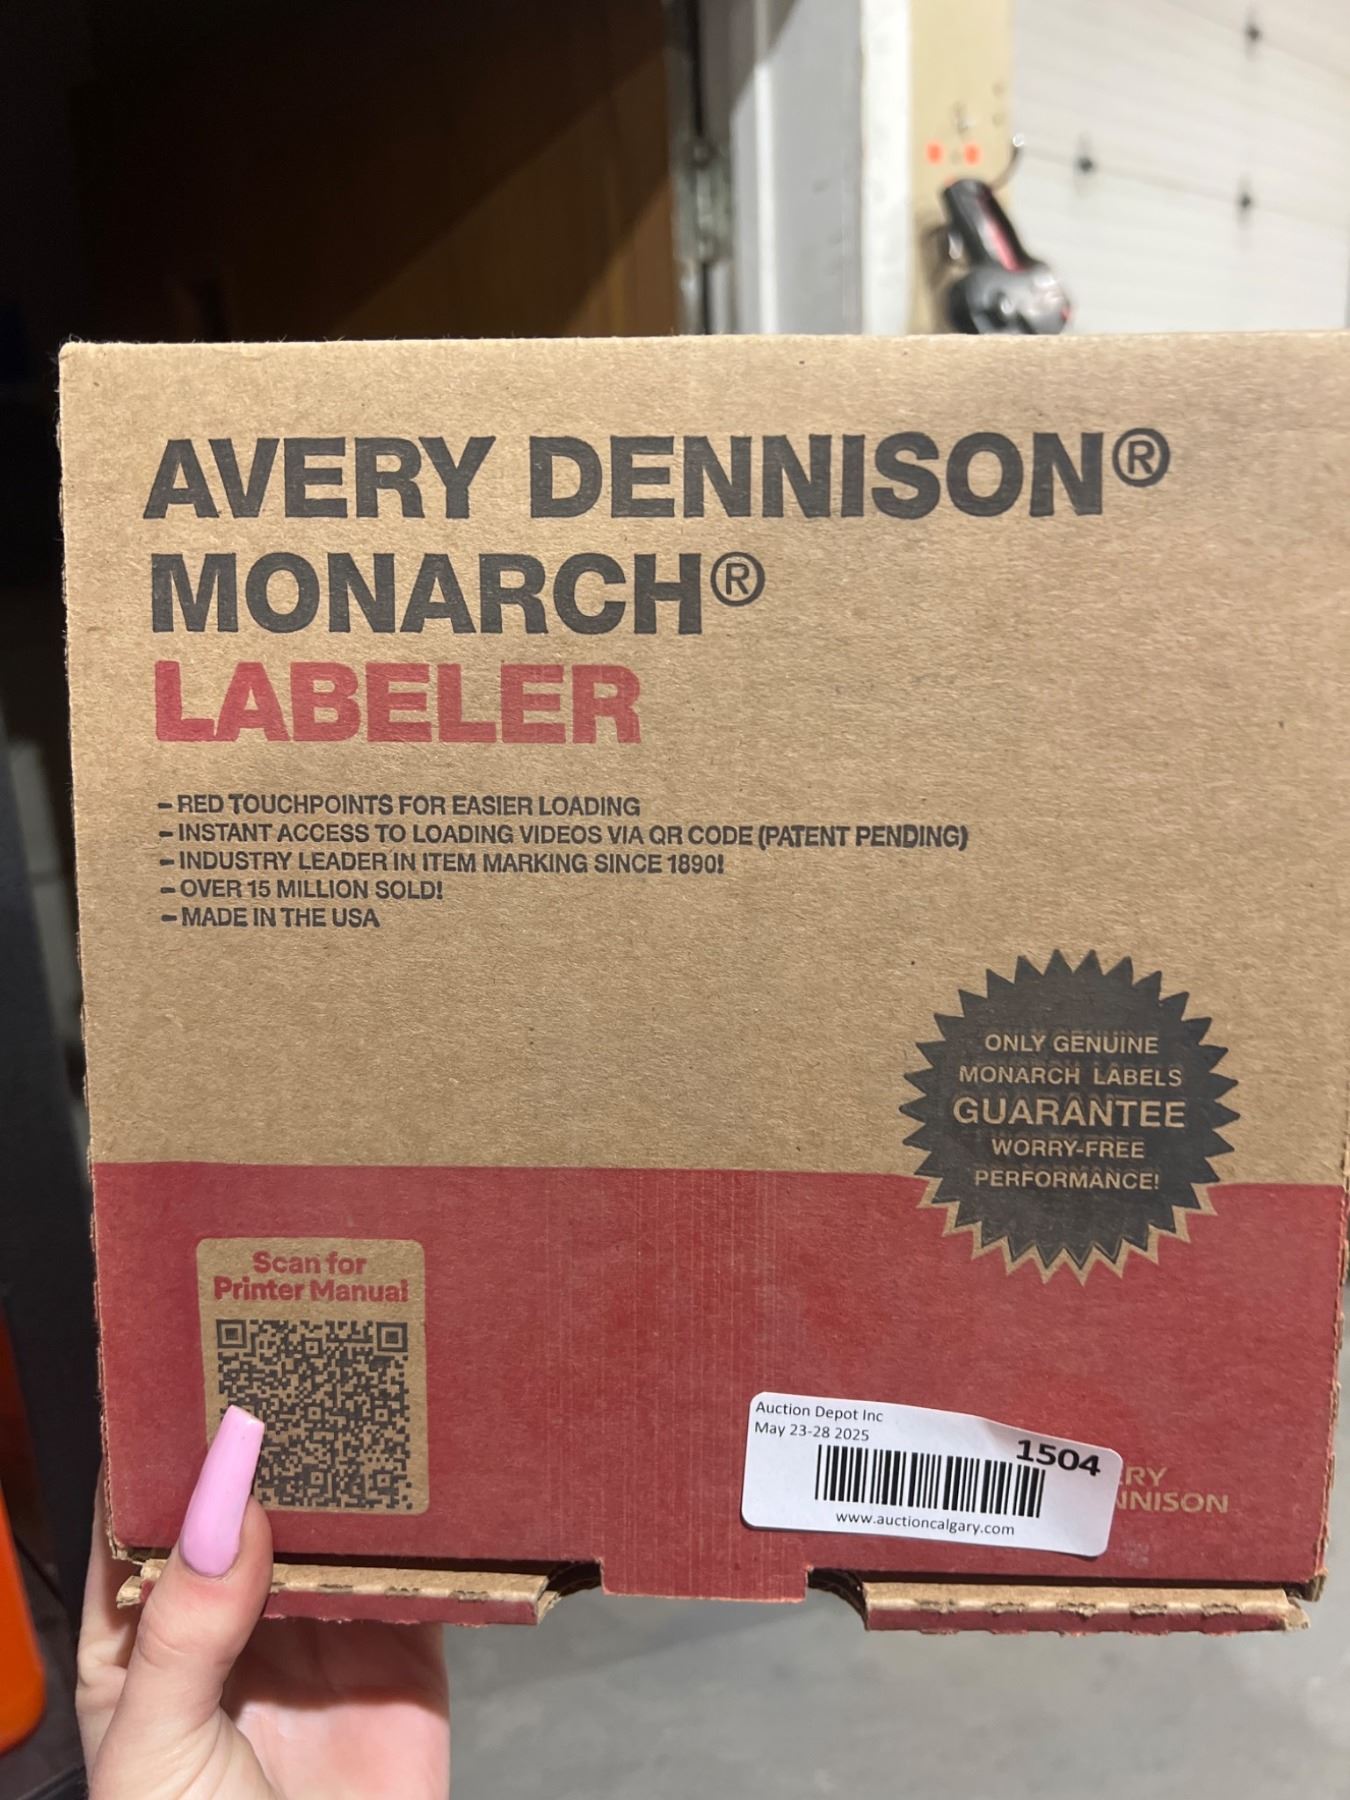 AVERY DENNISON®
MONARCH®
LABELER
- RED TOUCHPOINTS FOR EASIER LOADING
- INSTANT ACCESS TO LOADING VIDEOS VIA QR CODE (PATENT PENDING)
- INDUSTRY LEADER IN ITEM MARKING SINCE 1890!
- OVER 15 MILLION SOLD!
- MADE IN THE USA
ONLY GENUINE
MONARCH LABELS
GUARANTEE
WORRY-FREE
PERFORMANCE!
Scan for
Printer Manual
Auction Depot Inc
May 23-28 2025
1504
www.auctioncalgary.com
RY
NNISON